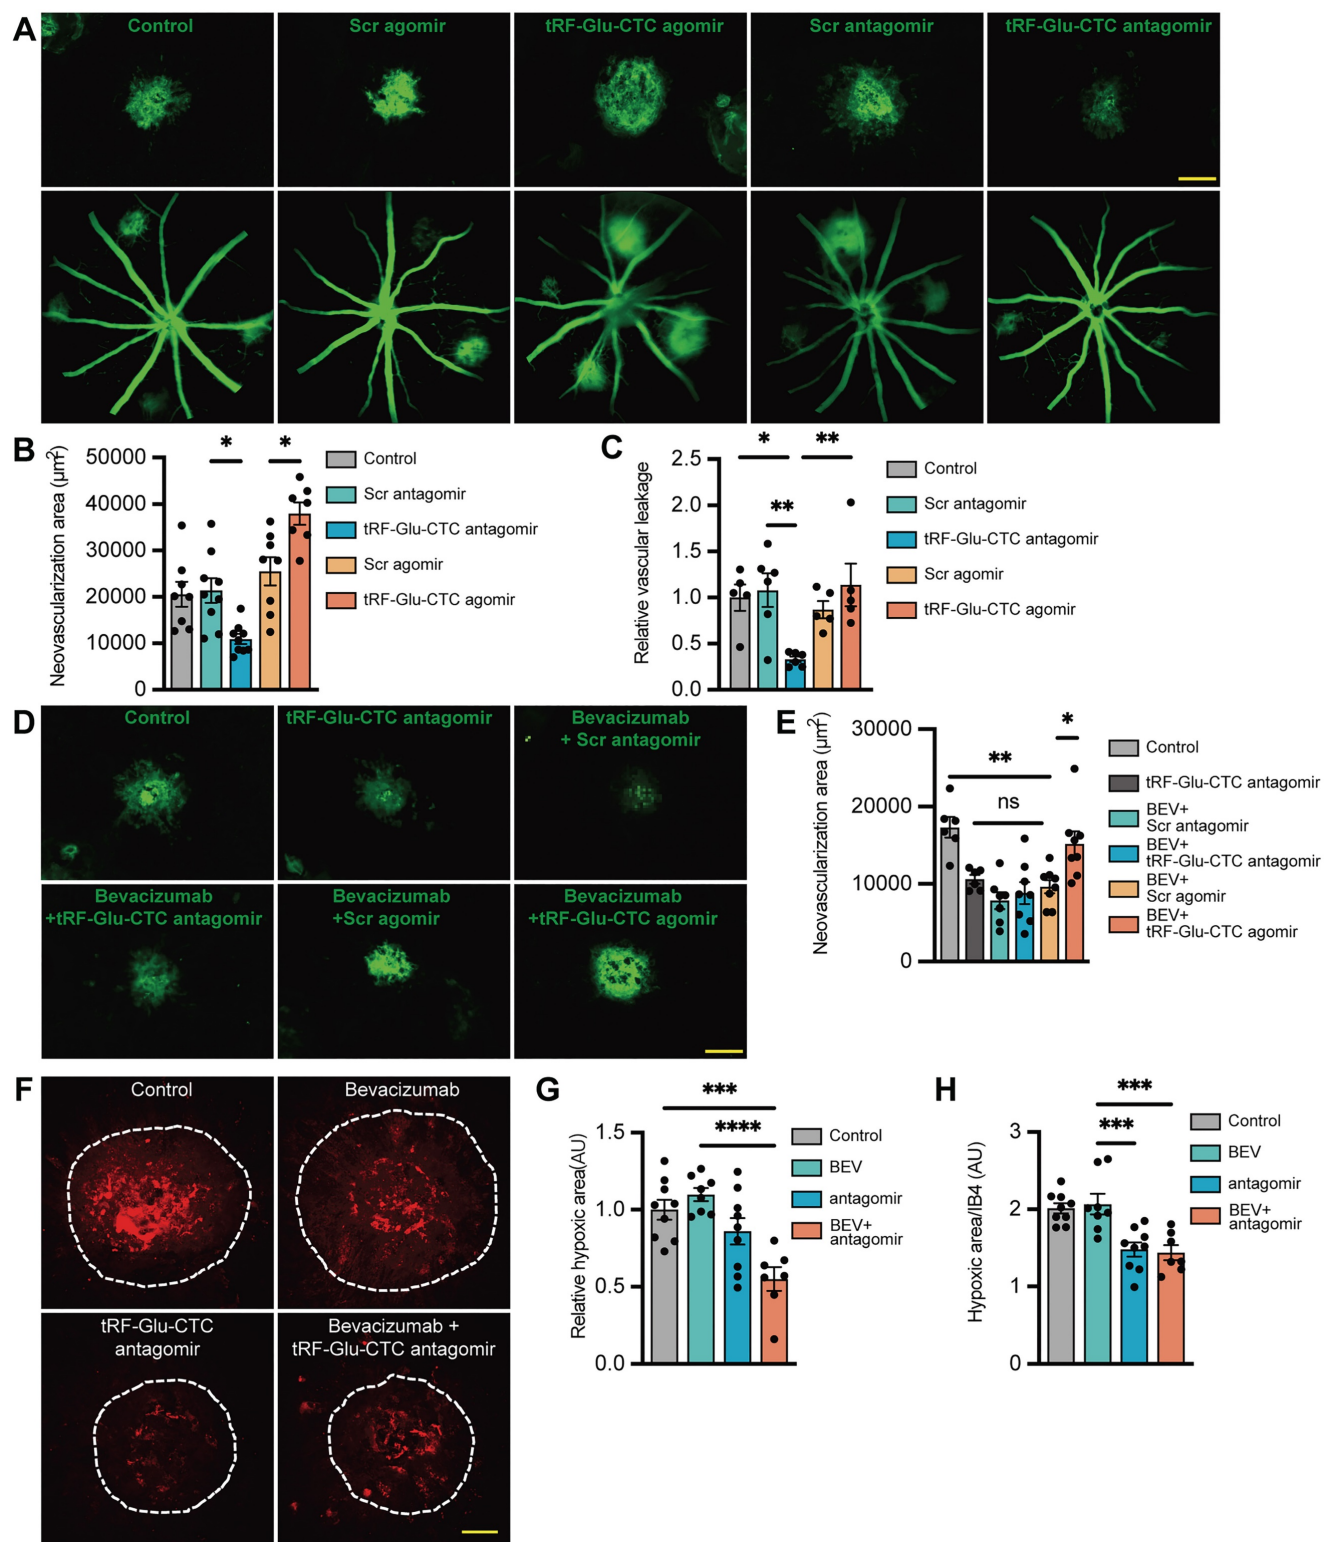 A
Control
Scr agomir
tRF-Glu-CTC agomir
Scr antagomir
tRF-Glu-CTC antagomir
B
Neovascularization area (μm²)
50000
40000
30000
20000
10000
0
*
*
Control
Scr antagomir
tRF-Glu-CTC antagomir
Scr agomir
tRF-Glu-CTC agomir
C
Relative vascular leakage
2.5
2.0
1.5
1.0
0.5
0.0
*
**
**
Control
Scr antagomir
tRF-Glu-CTC antagomir
Scr agomir
tRF-Glu-CTC agomir
D
Control
tRF-Glu-CTC antagomir
Bevacizumab
+ Scr antagomir
Bevacizumab
+tRF-Glu-CTC antagomir
Bevacizumab
+Scr agomir
Bevacizumab
+tRF-Glu-CTC agomir
E
Neovascularization area (μm²)
30000
20000
10000
0
**
*
ns
Control
tRF-Glu-CTC antagomir
BEV+
Scr antagomir
BEV+
tRF-Glu-CTC antagomir
BEV+
Scr agomir
BEV+
tRF-Glu-CTC agomir
F
Control
Bevacizumab
tRF-Glu-CTC
antagomir
Bevacizumab +
tRF-Glu-CTC antagomir
G
Relative hypoxic area(AU)
1.5
1.0
0.5
0.0
***
****
Control
BEV
antagomir
BEV+
antagomir
H
Hypoxic area/IB4 (AU)
3
2
1
0
***
***
Control
BEV
antagomir
BEV+
antagomir